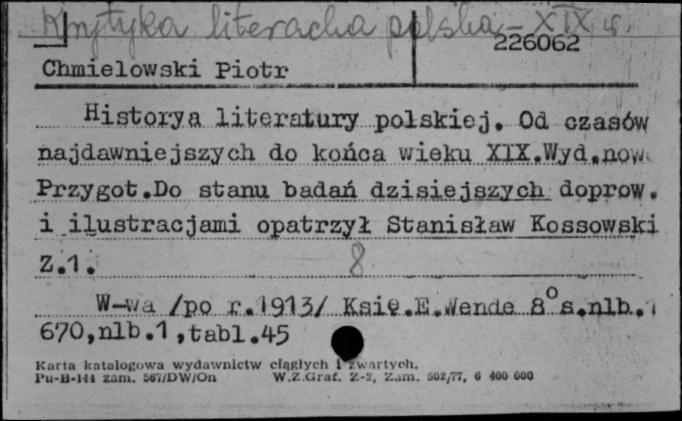 Krytyka literacka polska – XIX w.
226062
Chmielowski Piotr
Historya literatury polskiej. Od czasów
najdawniejszych do końca wieku XIX.Wyd.now
Przygot.Do stanu badań dzisiejszych doprow.
i ilustracjami opatrzył Stanisław Kossowski
Z.1. 8
W-wa /po r.1913/ Księ.E.Wende 8° s.nlb.1
670,nlb.1,tabl.45
Karta katalogowa wydawnictw ciągłych i zwartych.
Pu-B-144 zam. 567/DW/On W.Z.Graf. Z-2, Zam. 502/77, 6 400 000